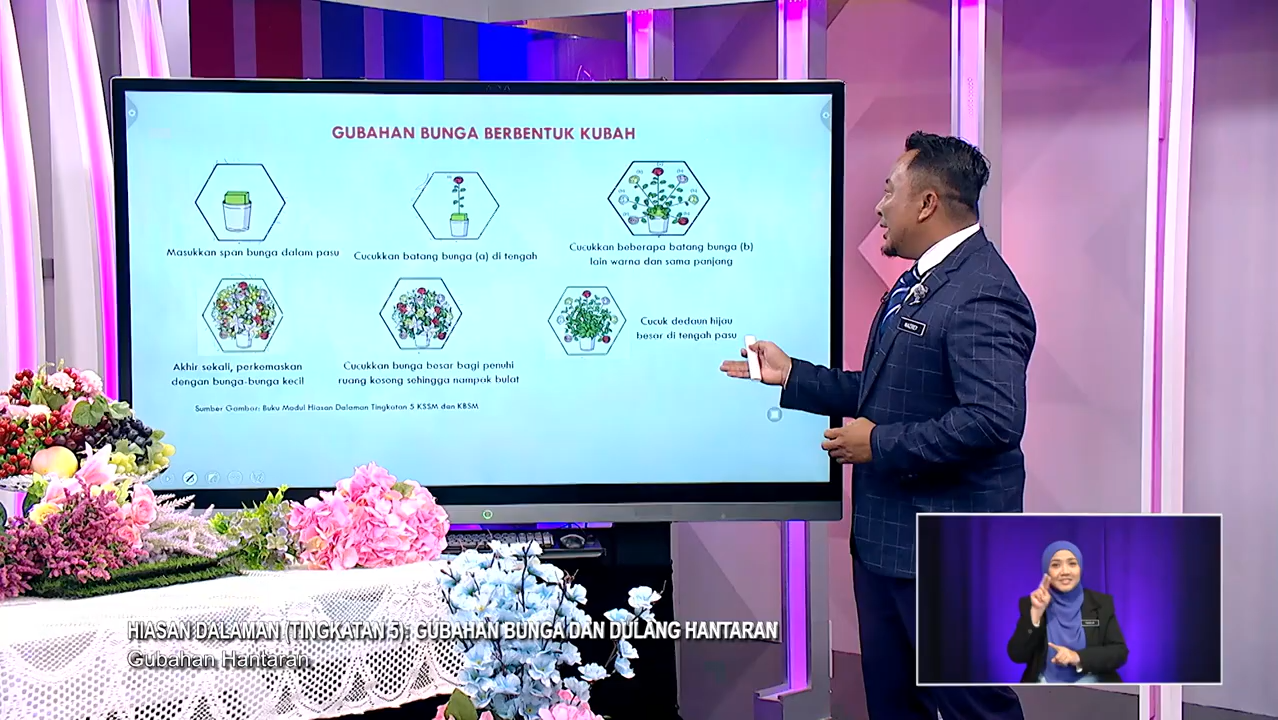 GUBAHAN BUNGA BERBENTUK KUBAH
Masukkan span bunga dalam pasu
Cucukkan batang bunga (a) di tengah
Cucukkan beberapa batang bunga (b)
lain warna dan sama panjang
Akhir sekali, perkemaskan
dengan bunga-bunga kecil
Cucukkan bunga besar bagi penuhi
ruang kosong sehingga nampak bulat
Cucuk dedaun hijau
besar di tengah pasu
Sumber Gambar: Buku Modul Hiasan Dalaman Tingkatan 5 KSSM dan KBSM
HIASAN DALAMAN (TINGKATAN 5): GUBAHAN BUNGA DAN DULANG HANTARAN
Gubahan Hantaran